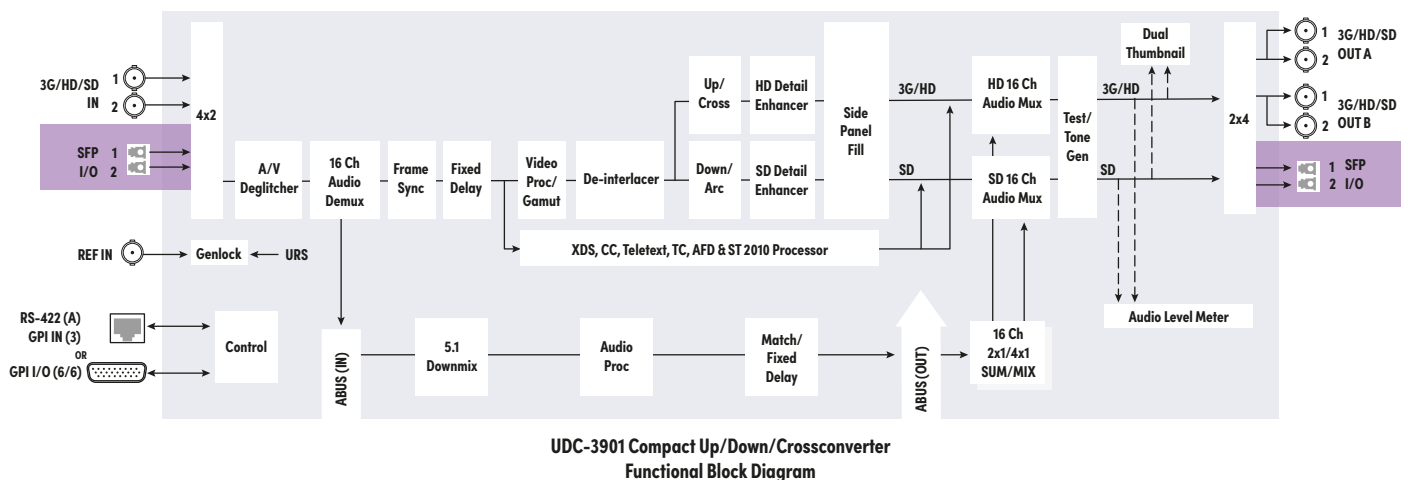 3G/HD/SD 1
IN 2
SFP 1
I/O 2
4x2
A/V
Deglitcher
16 Ch
Audio
Demux
Frame
Sync
Fixed
Delay
Video
Proc/
Gamut
De-interlacer
Up/
Cross
HD Detail
Enhancer
Down/
Arc
SD Detail
Enhancer
Side
Panel
Fill
3G/HD
SD
HD 16 Ch
Audio Mux
SD 16 Ch
Audio Mux
Test/
Tone
Gen
3G/HD
SD
Dual
Thumbnail
2x4
1 3G/HD/SD
2 OUT A
1 3G/HD/SD
2 OUT B
1 SFP
2 I/O
XDS, CC, Teletext, TC, AFD & ST 2010 Processor
REF IN
Genlock
URS
RS-422 (A)
GPI IN (3)
OR
GPI I/O (6/6)
Control
ABUS (IN)
5.1
Downmix
Audio
Proc
Match/
Fixed
Delay
ABUS (OUT)
16 Ch
2x1/4x1
SUM/MIX
Audio Level Meter
UDC-3901 Compact Up/Down/Crossconverter
Functional Block Diagram